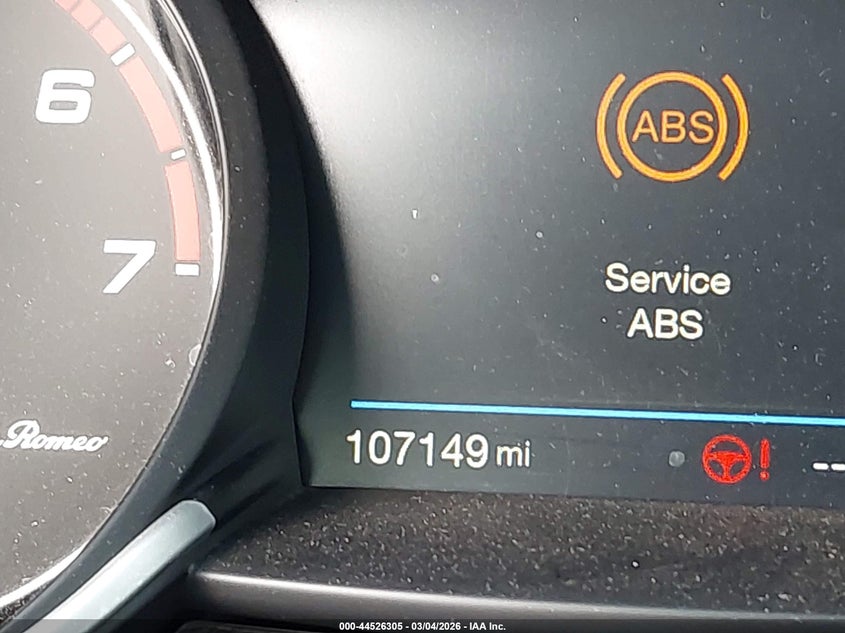 6
7
Romeo
ABS
Service
ABS
107149 mi
!
--
000-44526305 - 03/04/2026 - IAA Inc.